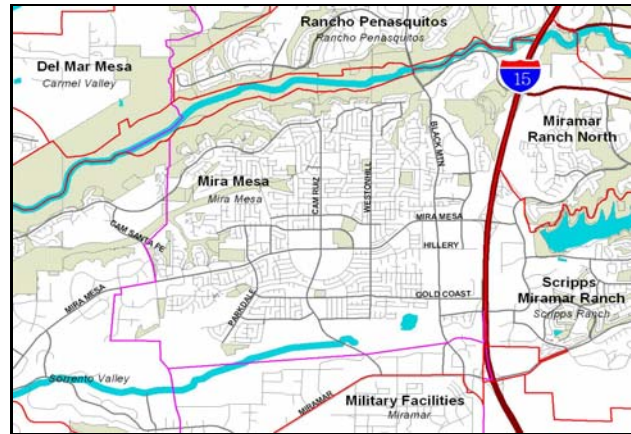 Rancho Penasquitos
Rancho Penasquitos
Del Mar Mesa
Carmel Valley
15
Miramar
Ranch North
BLACK MTN
Mira Mesa
Mira Mesa
CAM RUIZ
WESTONHILL
MIRA MESA
CAM SANTA FE
HILLERY
MIRA MESA
PARKDALE
GOLD COAST
Scripps
Miramar Ranch
Scripps Ranch
Sorrento Valley
MIRAMAR
Military Facilities
Miramar